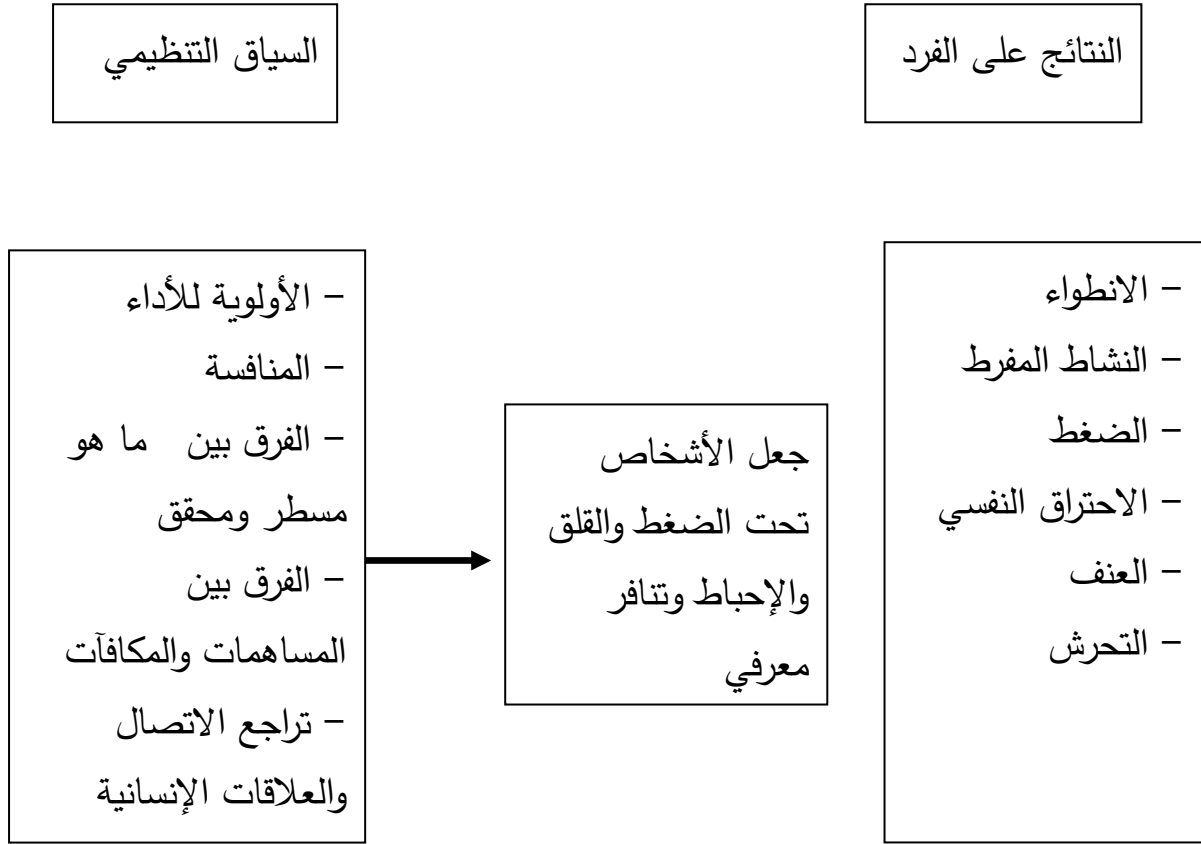 النتائج على الفرد
السياق التنظيمي
– الانطواء
– النشاط المفرط
– الضغط
– الاحتراق النفسي
– العنف
– التحرش
جعل الأشخاص
تحت الضغط والقلق
والإحباط وتنافر
معرفي
– الأولوية للأداء
– المنافسة
– الفرق بين ما هو
مسطر ومحقق
– الفرق بين
المساهمات والمكافآت
– تراجع الاتصال
والعلاقات الإنسانية